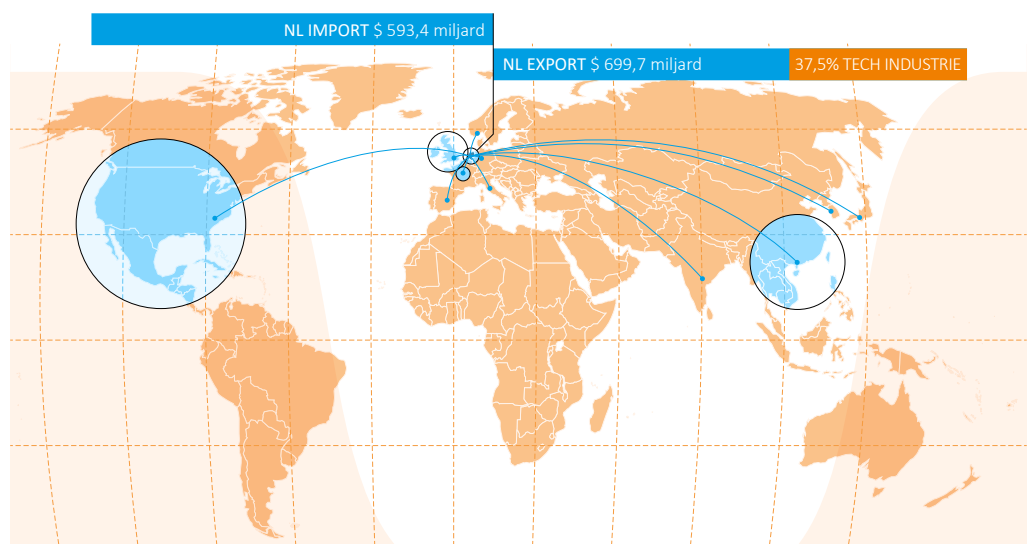 NL IMPORT $ 593,4 miljard
NL EXPORT $ 699,7 miljard
37,5% TECH INDUSTRIE